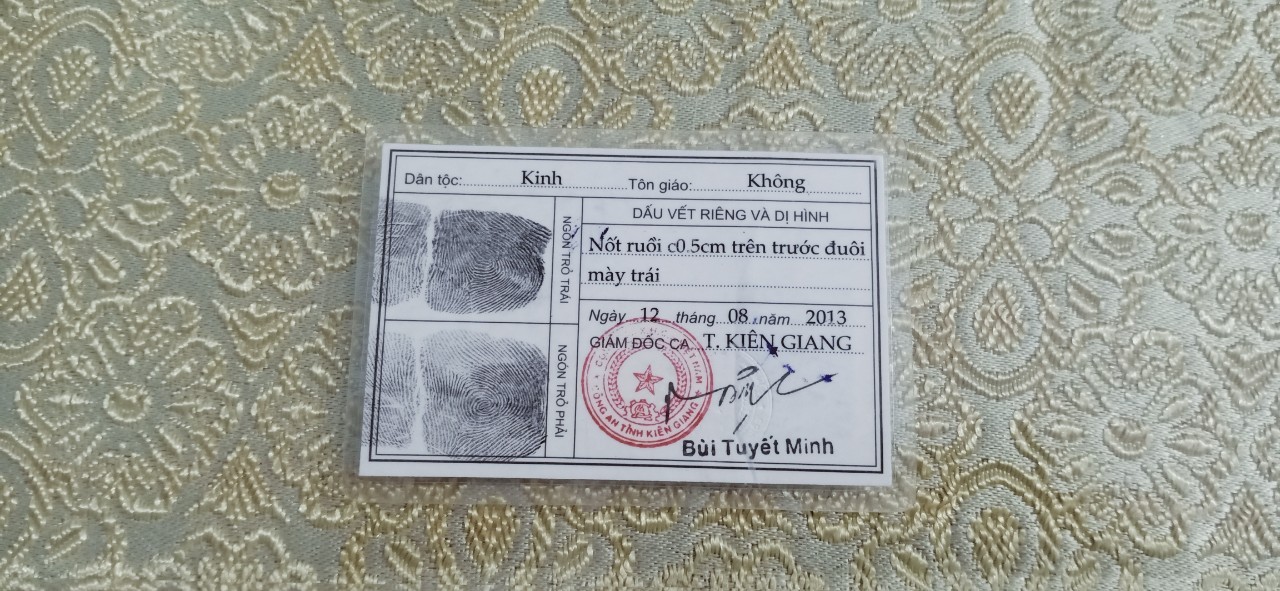 Dân tộc: Kinh Tôn giáo: Không
NGÓN TRỎ TRÁI
NGÓN TRỎ PHẢI
DẤU VẾT RIÊNG VÀ DỊ HÌNH
Nốt ruồi c0.5cm trên trước đuôi
mày trái
Ngày 12 tháng 08 năm 2013
GIÁM ĐỐC CA T. KIÊN GIANG
CÔNG AN TỈNH KIÊN GIANG
Bùi Tuyết Minh